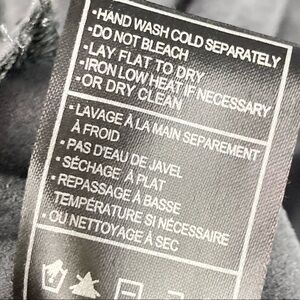 •HAND WASH COLD SEPARATELY
•DO NOT BLEACH
•LAY FLAT TO DRY
•IRON LOW HEAT IF NECESSARY
•OR DRY CLEAN
•LAVAGE À LA MAIN SEPAREMENT
À FROID
•PAS D'EAU DE JAVEL
•SÉCHAGE À PLAT
•REPASSAGE À BASSE
TEMPÉRATURE SI NÉCESSAIRE
•OU NETTOYAGE À SEC